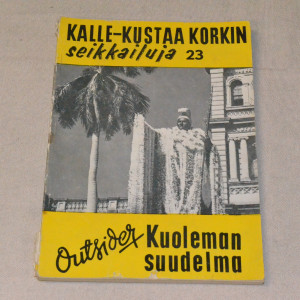 KALLE-KUSTAA KORKIN
seikkailuja 23
Outsider Kuoleman
suudelma